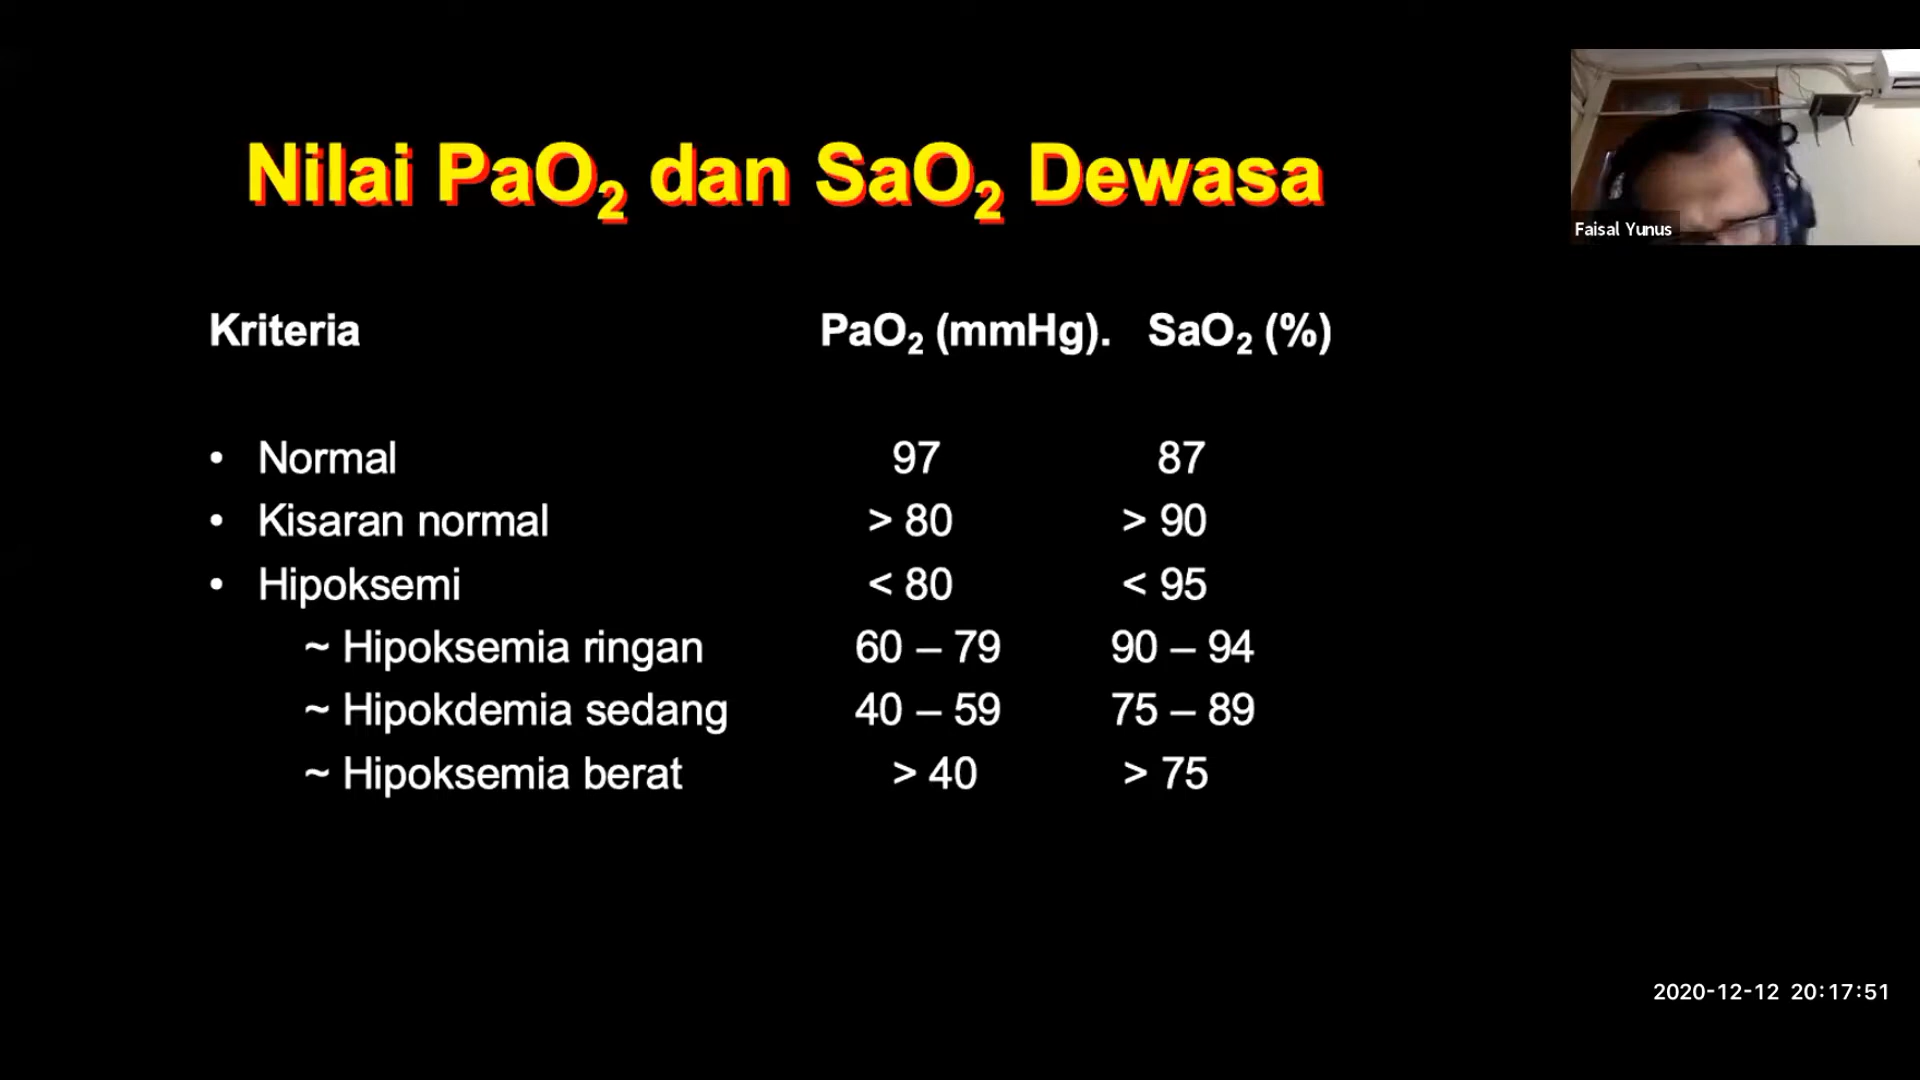 Nilai PaO2 dan SaO2 Dewasa
Faisal Yunus
Kriteria PaO2 (mmHg). SaO2 (%)
• Normal 97 87
• Kisaran normal > 80 > 90
• Hipoksemi < 80 < 95
~ Hipoksemia ringan 60 – 79 90 – 94
~ Hipokdemia sedang 40 – 59 75 – 89
~ Hipoksemia berat > 40 > 75
2020-12-12 20:17:51